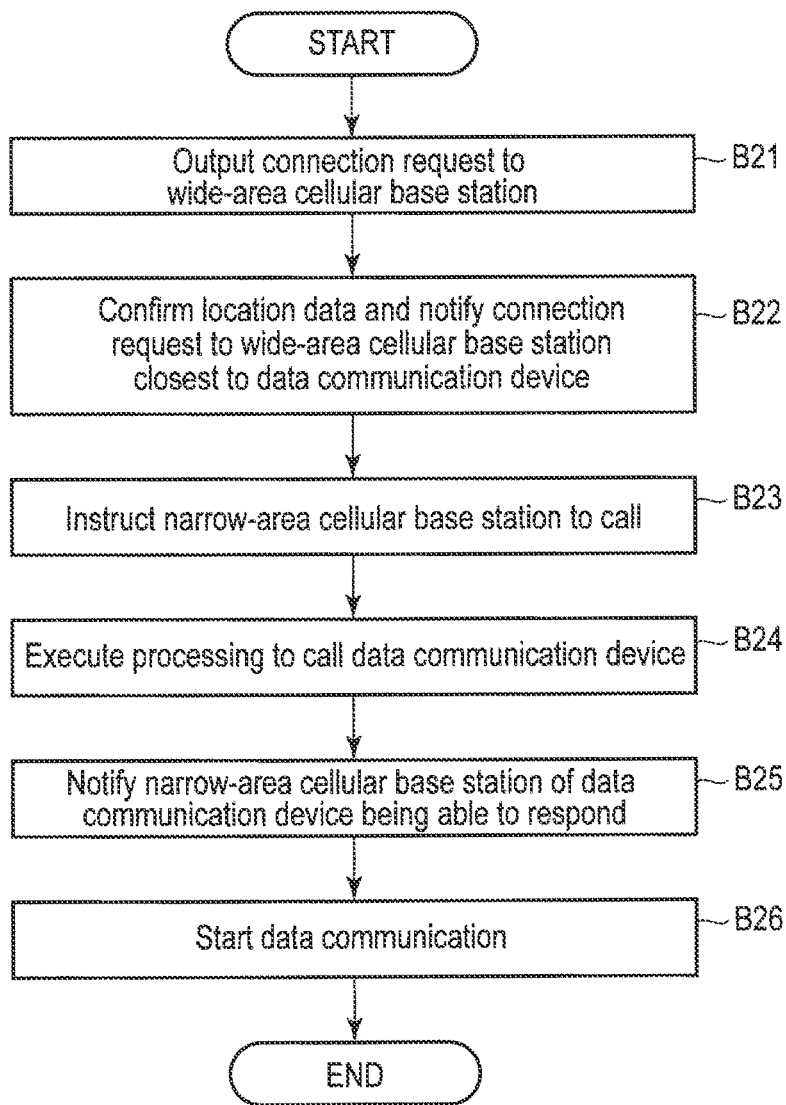 START
Output connection request to
wide-area cellular base station
B21
Confirm location data and notify connection
request to wide-area cellular base station
closest to data communication device
B22
Instruct narrow-area cellular base station to call
B23
Execute processing to call data communication device
B24
Notify narrow-area cellular base station of data
communication device being able to respond
B25
Start data communication
B26
END